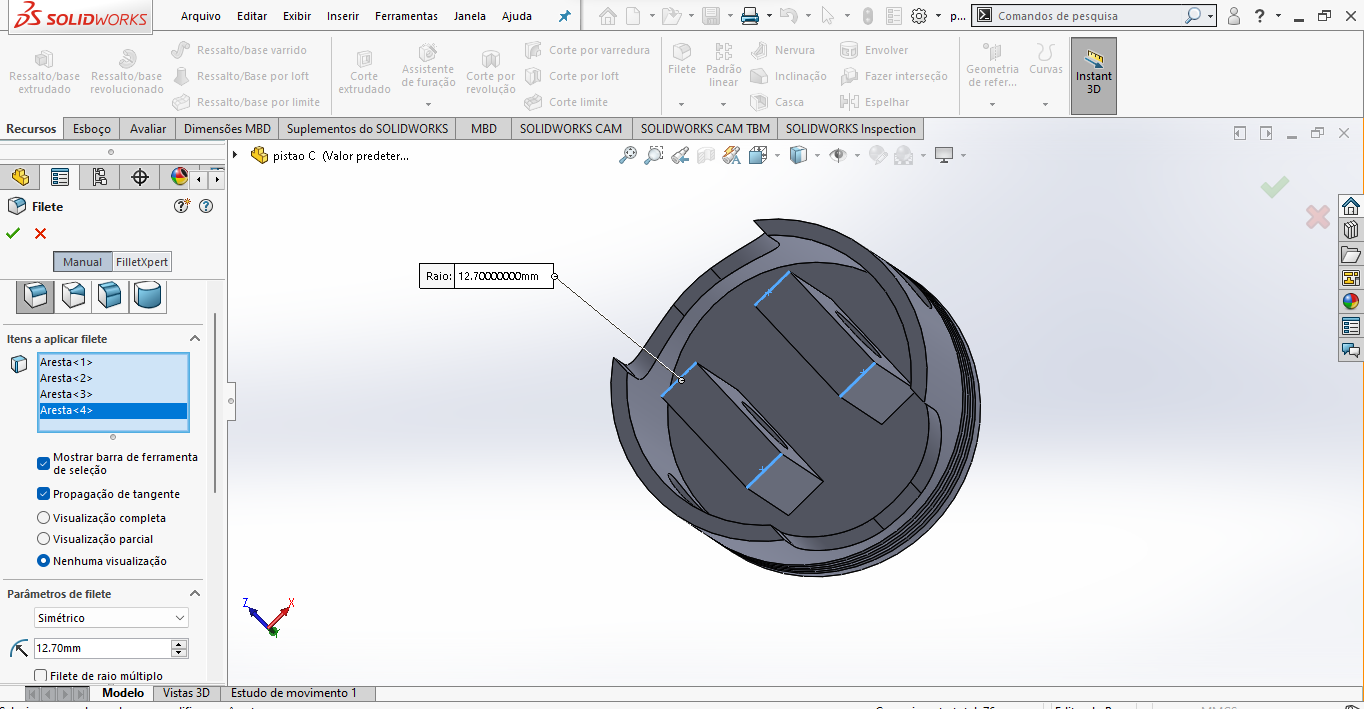 SOLIDWORKS
Arquivo Editar Exibir Inserir Ferramentas Janela Ajuda
p... Comandos de pesquisa
Ressalto/base extrudado
Ressalto/base revolucionado
Ressalto/base varrido
Ressalto/Base por loft
Ressalto/base por limite
Corte extrudado
Assistente de furação
Corte por revolução
Corte por varredura
Corte por loft
Corte limite
Filete
Padrão linear
Nervura
Inclinação
Casca
Envolver
Fazer interseção
Espelhar
Geometria de refer...
Curvas
Instant 3D
Recursos Esboço Avaliar Dimensões MBD Suplementos do SOLIDWORKS MBD SOLIDWORKS CAM SOLIDWORKS CAM TBM SOLIDWORKS Inspection
pistao C (Valor predeter...
Filete
Manual FilletXpert
Itens a aplicar filete
Aresta<1>
Aresta<2>
Aresta<3>
Aresta<4>
Mostrar barra de ferramenta
de seleção
Propagação de tangente
Visualização completa
Visualização parcial
Nenhuma visualização
Parâmetros de filete
Simétrico
12.70mm
Filete de raio múltiplo
Raio: 12.70000000mm
Z X
Modelo Vistas 3D Estudo de movimento 1